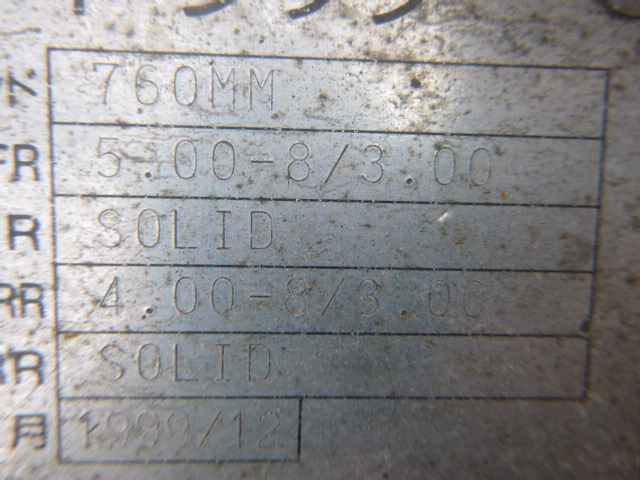 760MM
FR 5.00-8/3.00
R SOLID
RR 4.00-8/3.00
RR SOLID
月 1999/12